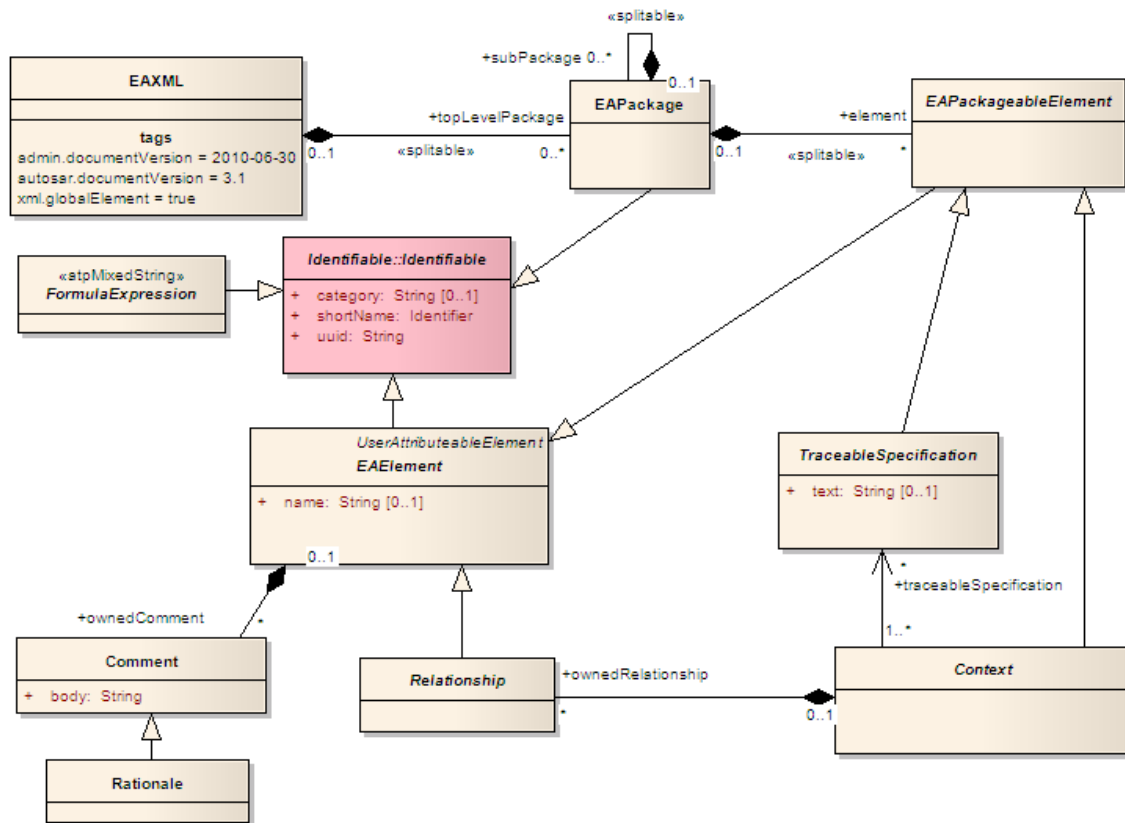 «splitable»
+subPackage 0..*
0..1
EAXML
tags
admin.documentVersion = 2010-06-30
autosar.documentVersion = 3.1
xml.globalElement = true
0..1
+topLevelPackage
«splitable»
0..*
EAPackage
0..1
+element
«splitable»
*
EAPackageableElement
«atpMixedString»
FormulaExpression
Identifiable::Identifiable
+ category: String [0..1]
+ shortName: Identifier
+ uuid: String
UserAttributeableElement
EAElement
+ name: String [0..1]
0..1
TraceableSpecification
+ text: String [0..1]
*
+traceableSpecification
1..*
+ownedComment
*
Comment
+ body: String
Rationale
Relationship
+ownedRelationship
*
0..1
Context